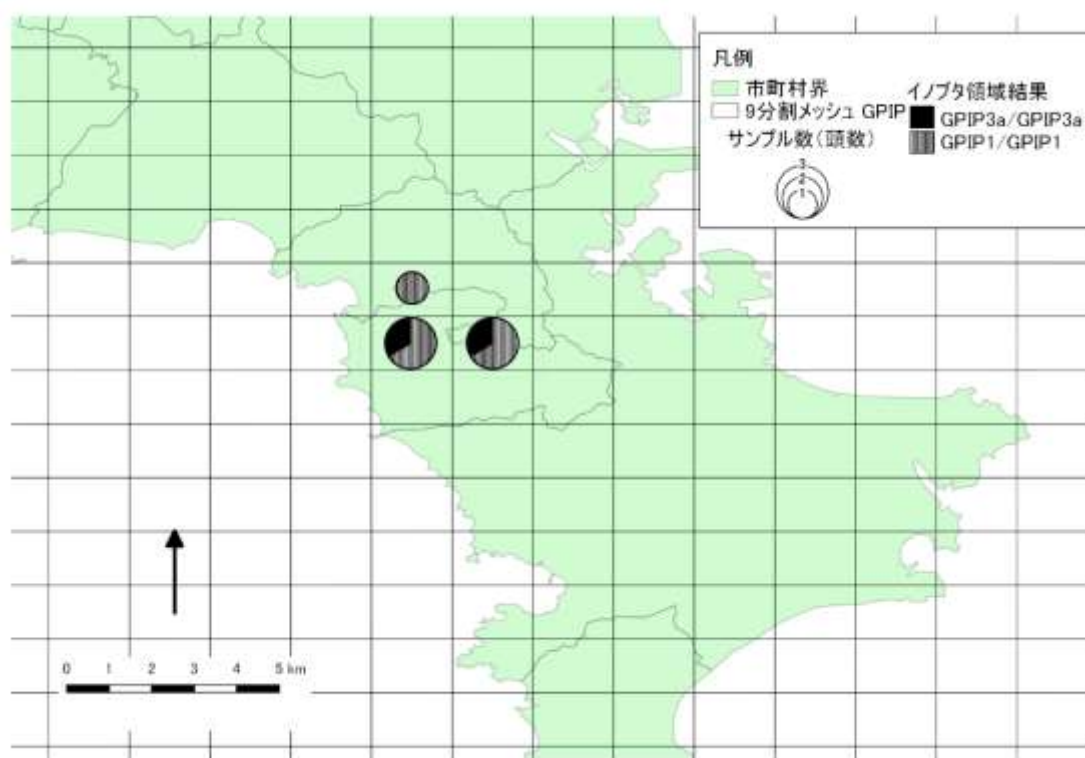 凡例
市町村界
9分割メッシュ GPIP
サンプル数(頭数)
3
2
1
イノブタ領域結果
GPIP3a/GPIP3a
GPIP1/GPIP1
0 1 2 3 4 5 km